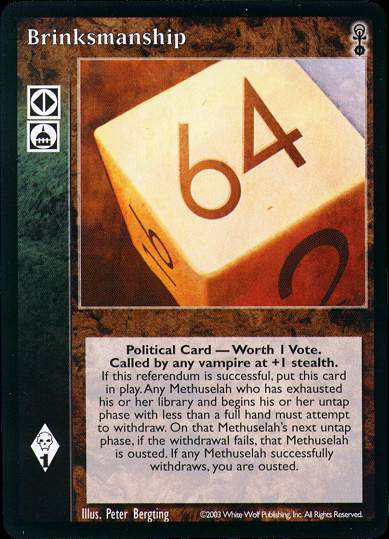 Brinksmanship
64
16
2
Political Card — Worth 1 Vote.
Called by any vampire at +1 stealth.
If this referendum is successful, put this card
in play. Any Methuselah who has exhausted
his or her library and begins his or her untap
phase with less than a full hand must attempt
to withdraw. On that Methuselah's next untap
phase, if the withdrawal fails, that Methuselah
is ousted. If any Methuselah successfully
withdraws, you are ousted.
1
Illus. Peter Bergting
©2003 White Wolf Publishing, Inc. All Rights Reserved.